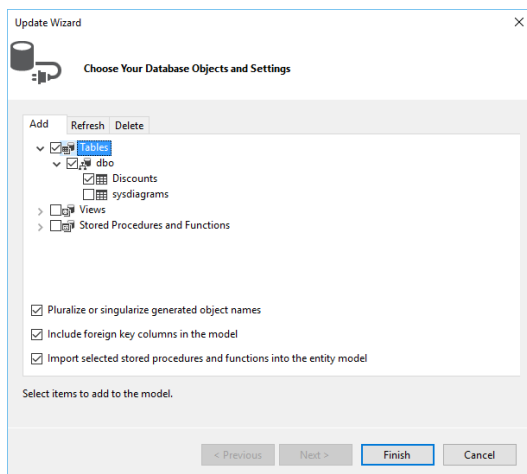 Update Wizard
Choose Your Database Objects and Settings
Add Refresh Delete
Tables
dbo
Discounts
sysdiagrams
Views
Stored Procedures and Functions
Pluralize or singularize generated object names
Include foreign key columns in the model
Import selected stored procedures and functions into the entity model
Select items to add to the model.
< Previous Next > Finish Cancel